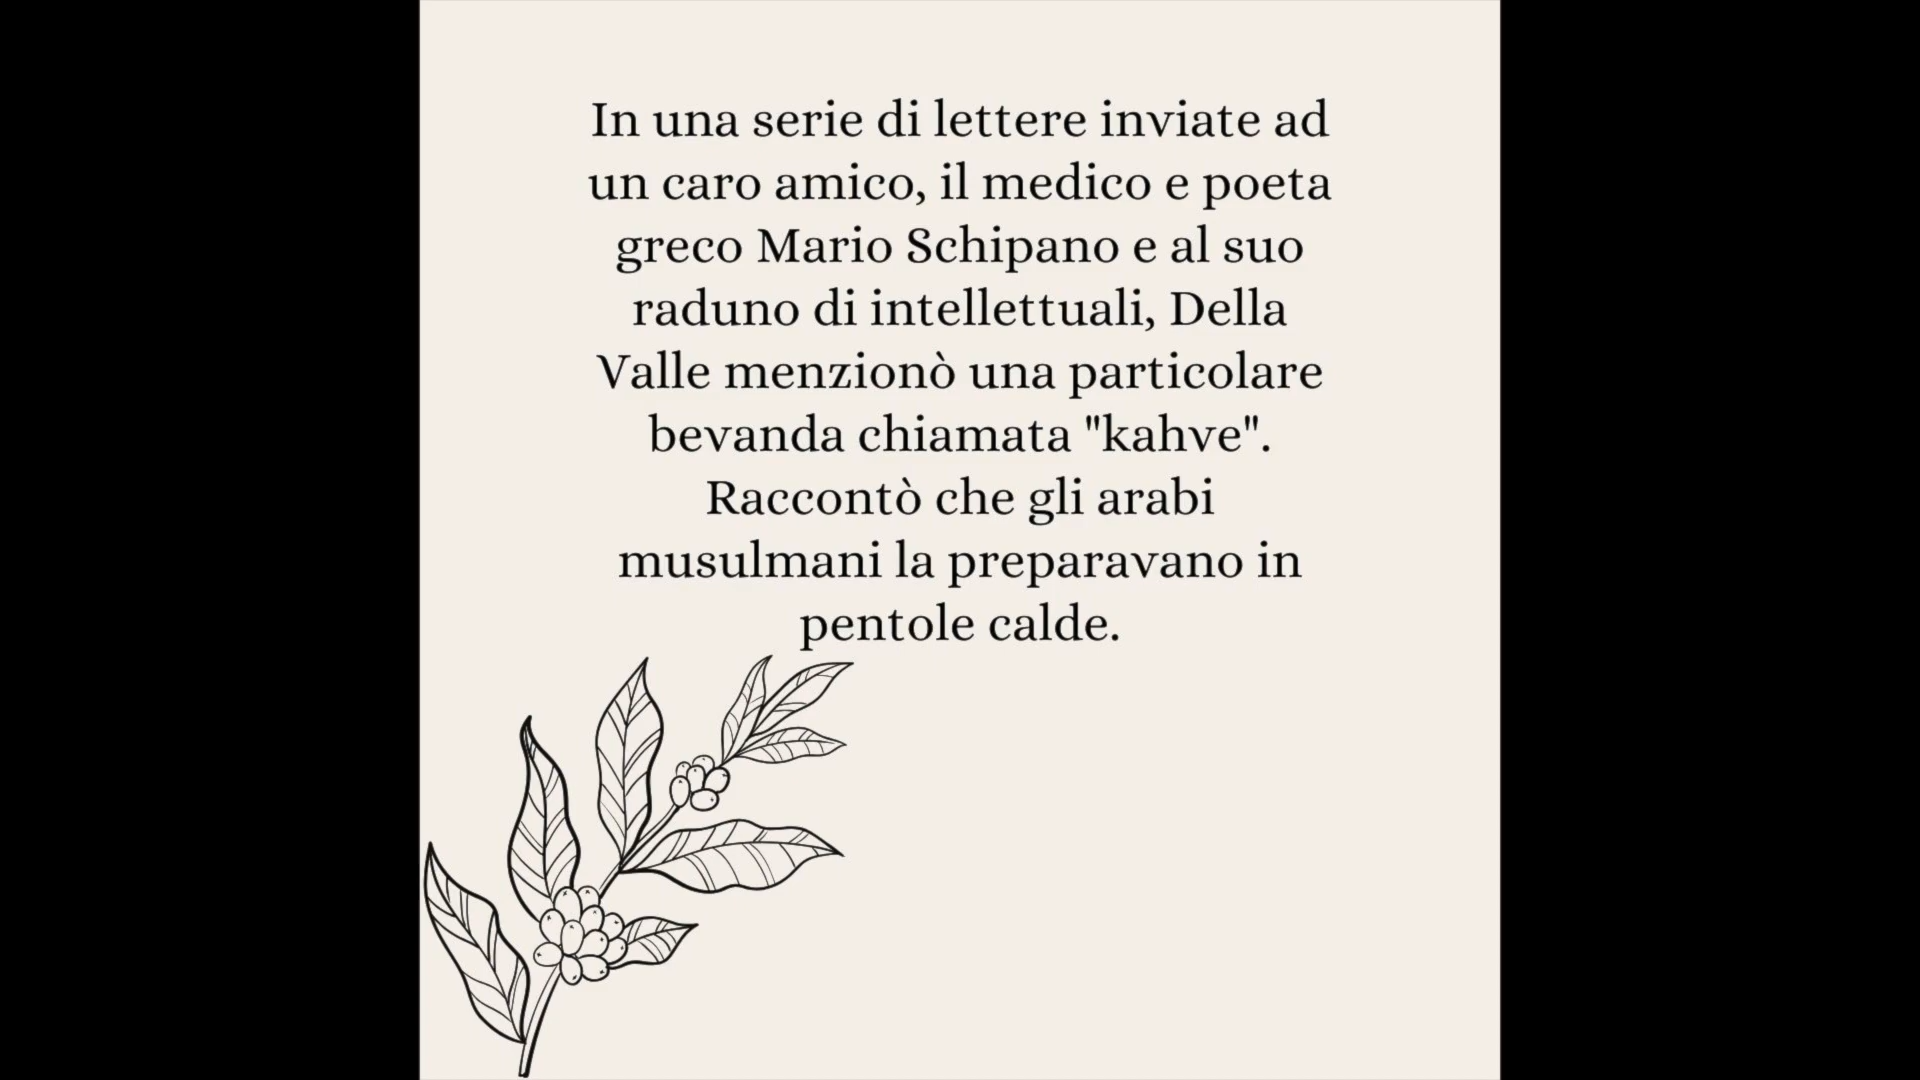 In una serie di lettere inviate ad
un caro amico, il medico e poeta
greco Mario Schipano e al suo
raduno di intellettuali, Della
Valle menzionò una particolare
bevanda chiamata "kahve".
Raccontò che gli arabi
musulmani la preparavano in
pentole calde.